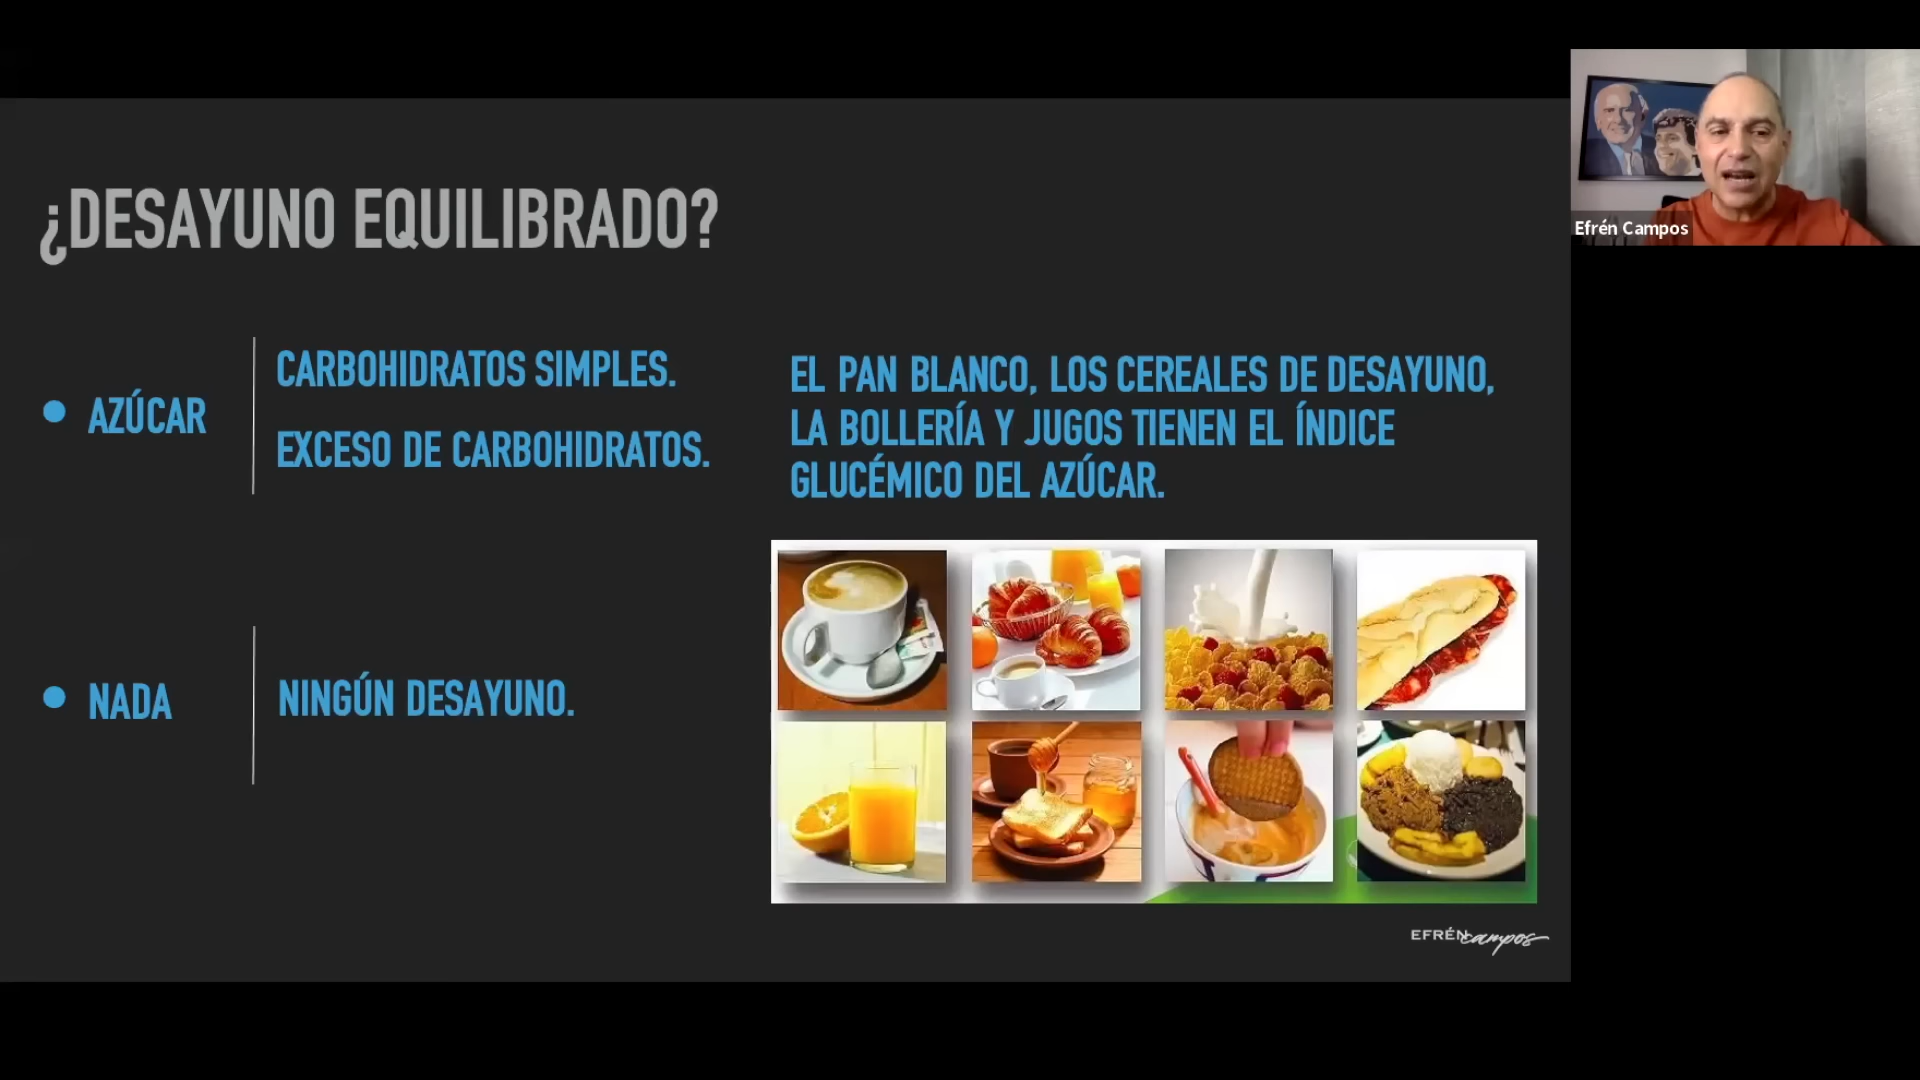 ¿DESAYUNO EQUILIBRADO?
AZÚCAR
CARBOHIDRATOS SIMPLES.
EXCESO DE CARBOHIDRATOS.
EL PAN BLANCO, LOS CEREALES DE DESAYUNO,
LA BOLLERÍA Y JUGOS TIENEN EL ÍNDICE
GLUCÉMICO DEL AZÚCAR.
NADA
NINGÚN DESAYUNO.
EFRÉN campos
Efrén Campos